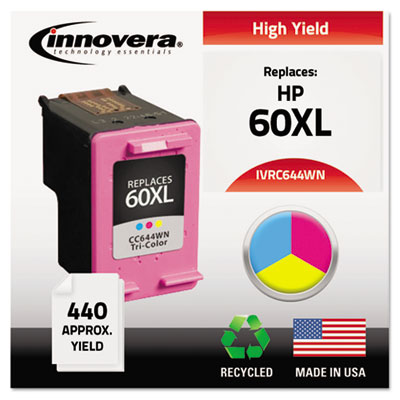 innovera®
technology essentials
High Yield
Replaces:
HP
60XL
IVRC644WN
REPLACES
60XL
CC644WN
Tri-Color
440
APPROX.
YIELD
RECYCLED
MADE IN USA